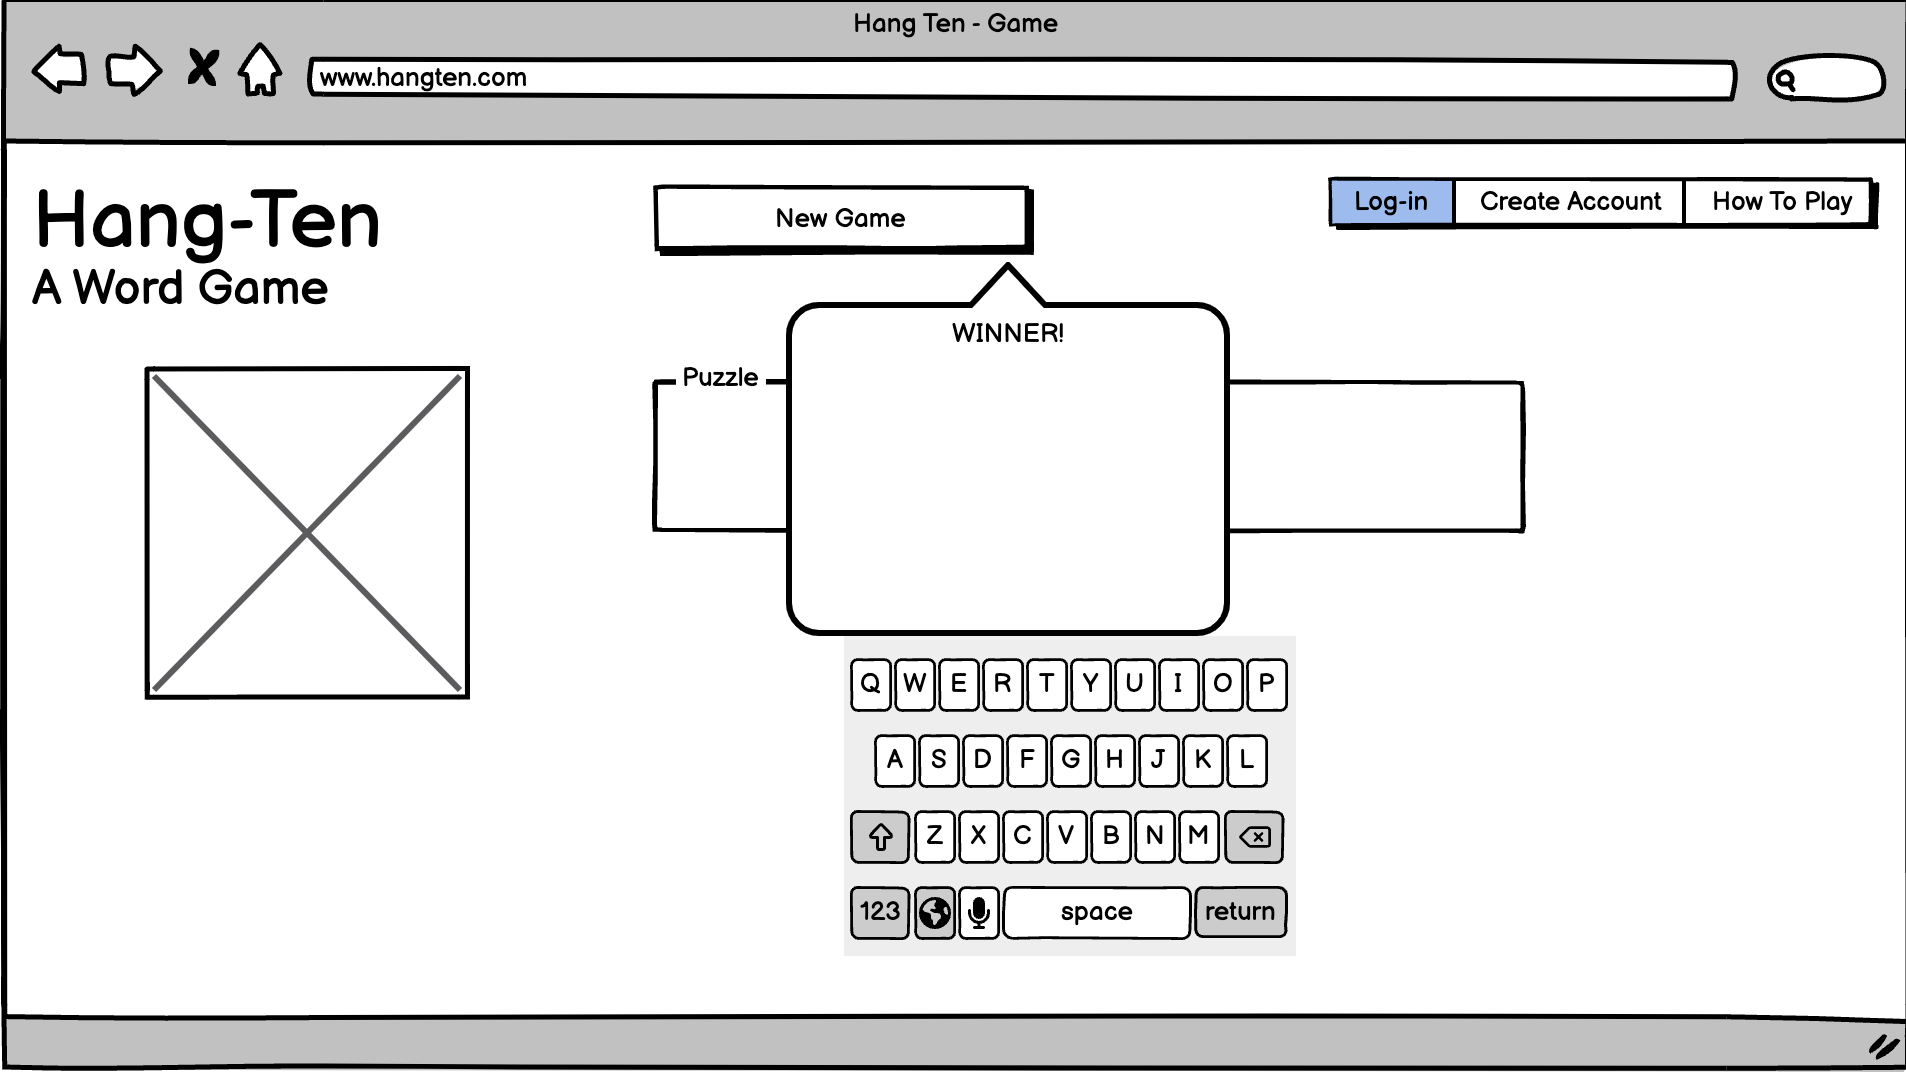 Hang Ten - Game
www.hangten.com
Hang-Ten
A Word Game
New Game
Log-in Create Account How To Play
WINNER!
Puzzle
Q W E R T Y U I O P
A S D F G H J K L
Z X C V B N M
123 space return